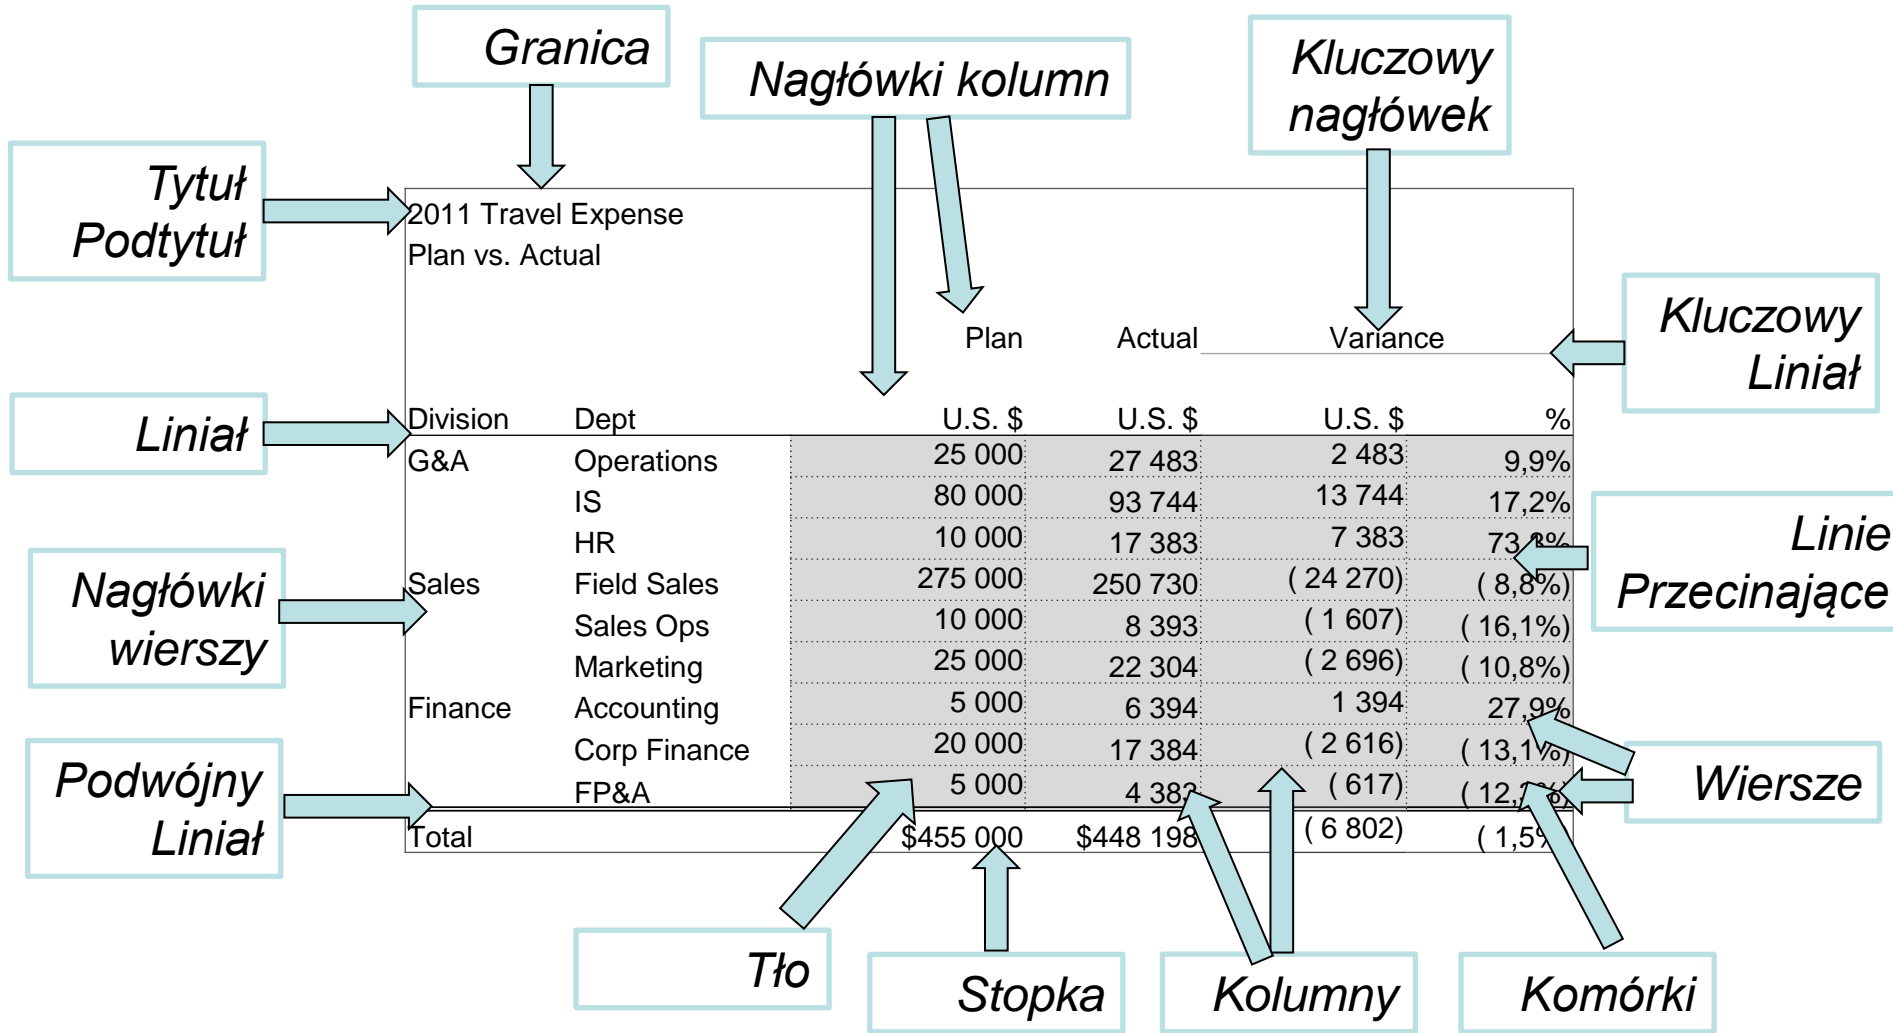 Granica
Nagłówki kolumn
Kluczowy
nagłówek
Tytuł
Podtytuł
2011 Travel Expense
Plan vs. Actual
Kluczowy
Liniał
Plan Actual Variance
Liniał
Division Dept U.S. $ U.S. $ U.S. $ %
G&A Operations 25 000 27 483 2 483 9,9%
IS 80 000 93 744 13 744 17,2%
HR 10 000 17 383 7 383
Linie
Przecinające
Nagłówki
wierszy
Sales Field Sales 275 000 250 730 ( 24 270) ( 8,8%)
Sales Ops 10 000 8 393 ( 1 607) ( 16,1%)
Marketing 25 000 22 304 ( 2 696) ( 10,8%)
Finance Accounting 5 000 6 394 1 394 27,9%
Corp Finance 20 000 17 384 ( 2 616) ( 13,1%)
FP&A 5 000 4 383 ( 617)
Wiersze
Podwójny
Liniał
Total $455 000 $448 198 ( 6 802) ( 1,5%)
Tło
Stopka
Kolumny
Komórki